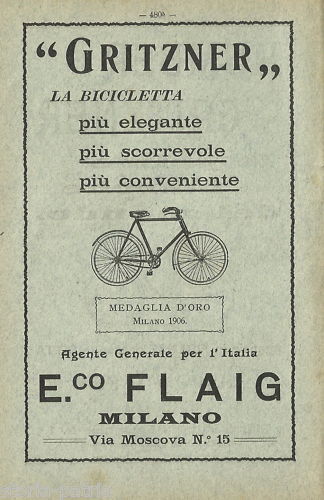 — 480b —
“GRITZNER„
LA BICICLETTA
più elegante
più scorrevole
più conveniente
MEDAGLIA D'ORO
MILANO 1906.
Agente Generale per l'Italia
E.CO FLAIG
MILANO
Via Moscova N.º 15